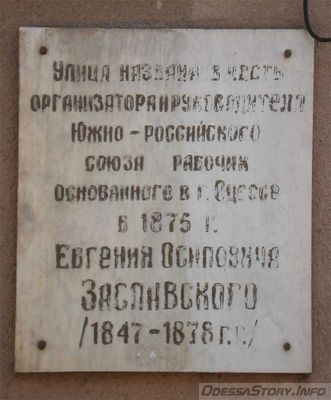 Улица названа в честь
организатора и руководителя
Южно-российского
союза рабочих
основанного в г. Одессе
в 1875 г.
Евгения Осиповича
Заславского
/1847-1878 г.г./
OdessaStory.Info